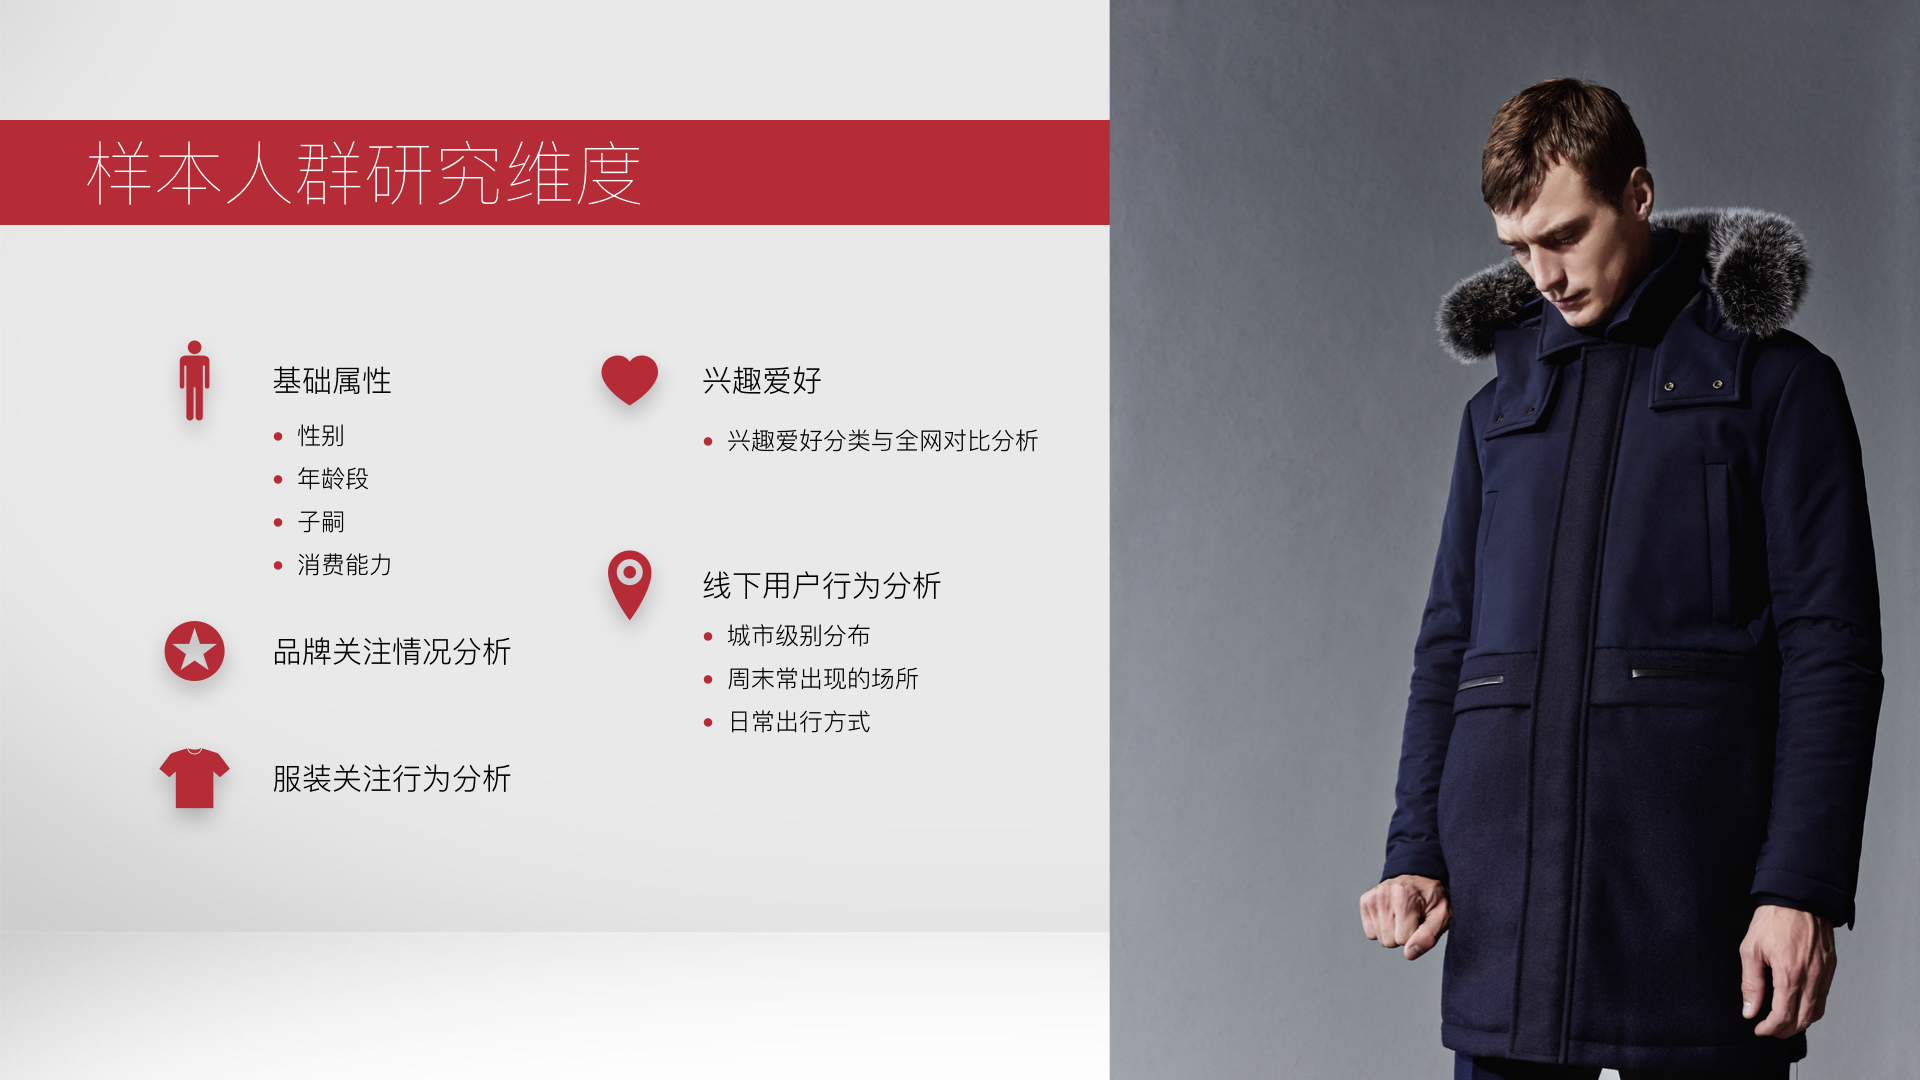 样本人群研究维度
基础属性
性别
年龄段
子嗣
消费能力
品牌关注情况分析
服装关注行为分析
兴趣爱好
兴趣爱好分类与全网对比分析
线下用户行为分析
城市级别分布
周末常出现的场所
日常出行方式